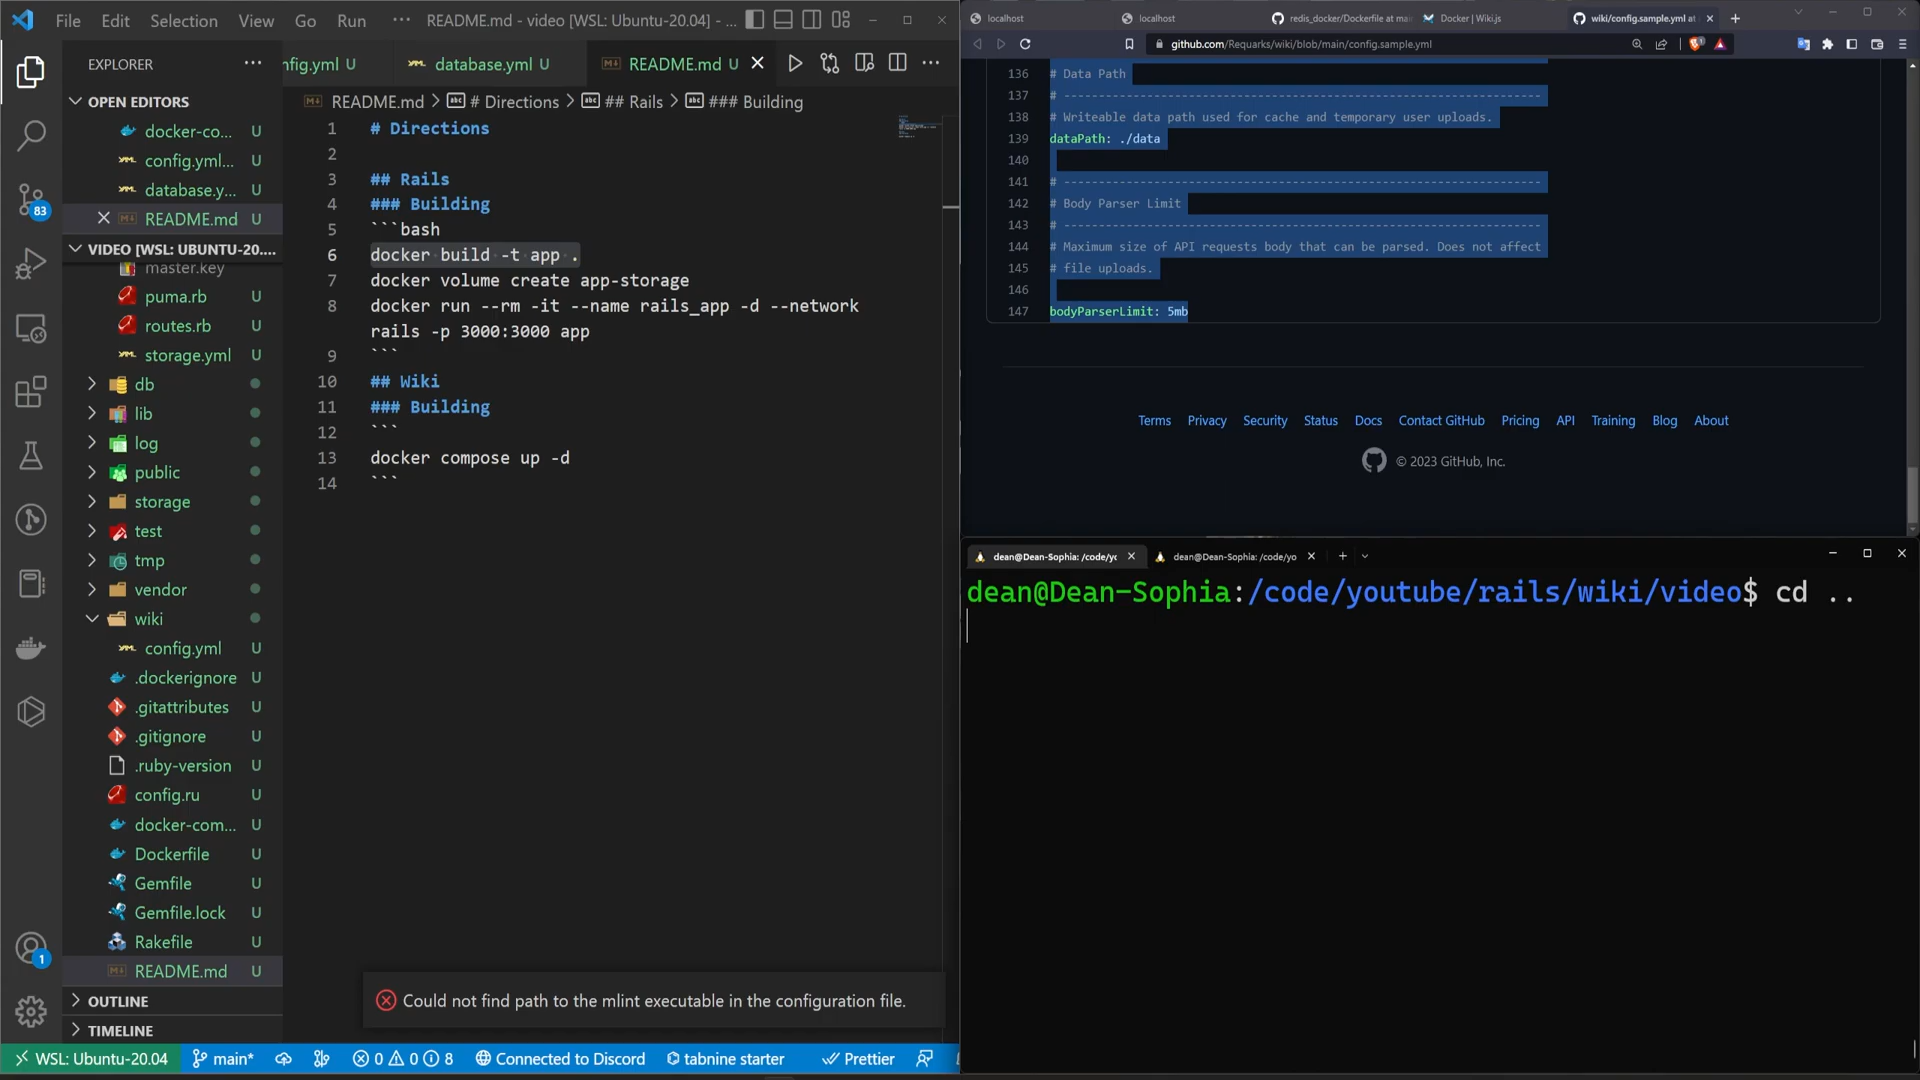 File Edit Selection View Go Run ··· README.md - video [WSL: Ubuntu-20.04] - ...
EXPLORER ···
OPEN EDITORS
docker-co... U
config.yml... U
database.y... U
README.md U
VIDEO [WSL: UBUNTU-20....
master.key
puma.rb U
routes.rb U
storage.yml U
db
lib
log
public
storage
test
tmp
vendor
wiki
config.yml U
.dockerignore U
.gitattributes U
.gitignore U
.ruby-version U
config.ru U
docker-com... U
Dockerfile U
Gemfile U
Gemfile.lock U
Rakefile U
README.md U
OUTLINE
TIMELINE
83
1
nfig.yml U database.yml U README.md U
README.md > # Directions > ## Rails > ### Building
1 # Directions
2
3 ## Rails
4 ### Building
5 ```bash
6 docker build -t app .
7 docker volume create app-storage
8 docker run --rm -it --name rails_app -d --network
rails -p 3000:3000 app
9 ```
10 ## Wiki
11 ### Building
12 ```
13 docker compose up -d
14 ```
Could not find path to the mlint executable in the configuration file.
WSL: Ubuntu-20.04 main* 0 0 8 Connected to Discord tabnine starter Prettier
localhost localhost redis_docker/Dockerfile at mai Docker | Wiki.js wiki/config.sample.yml at
github.com/Requarks/wiki/blob/main/config.sample.yml
136 # Data Path
137 # ---------------------------------------------------------------------
138 # Writeable data path used for cache and temporary user uploads.
139 dataPath: ./data
140
141 # ---------------------------------------------------------------------
142 # Body Parser Limit
143 # ---------------------------------------------------------------------
144 # Maximum size of API requests body that can be parsed. Does not affect
145 # file uploads.
146
147 bodyParserLimit: 5mb
Terms Privacy Security Status Docs Contact GitHub Pricing API Training Blog About
© 2023 GitHub, Inc.
dean@Dean-Sophia: /code/yo dean@Dean-Sophia: /code/yo
dean@Dean-Sophia:/code/youtube/rails/wiki/video$ cd ..